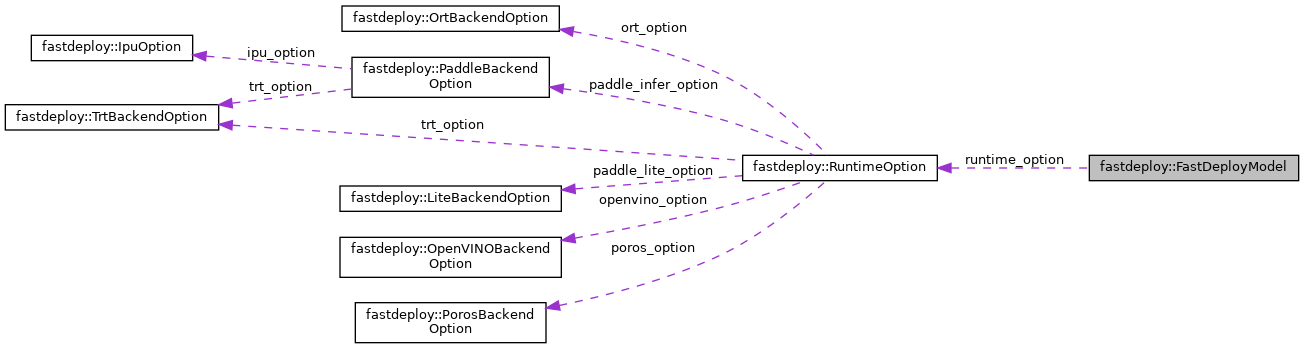 fastdeploy::OrtBackendOption
ort_option
fastdeploy::IpuOption
ipu_option
fastdeploy::PaddleBackend
Option
paddle_infer_option
trt_option
fastdeploy::TrtBackendOption
trt_option
runtime_option
fastdeploy::RuntimeOption
fastdeploy::FastDeployModel
paddle_lite_option
fastdeploy::LiteBackendOption
openvino_option
fastdeploy::OpenVINOBackend
Option
poros_option
fastdeploy::PorosBackend
Option